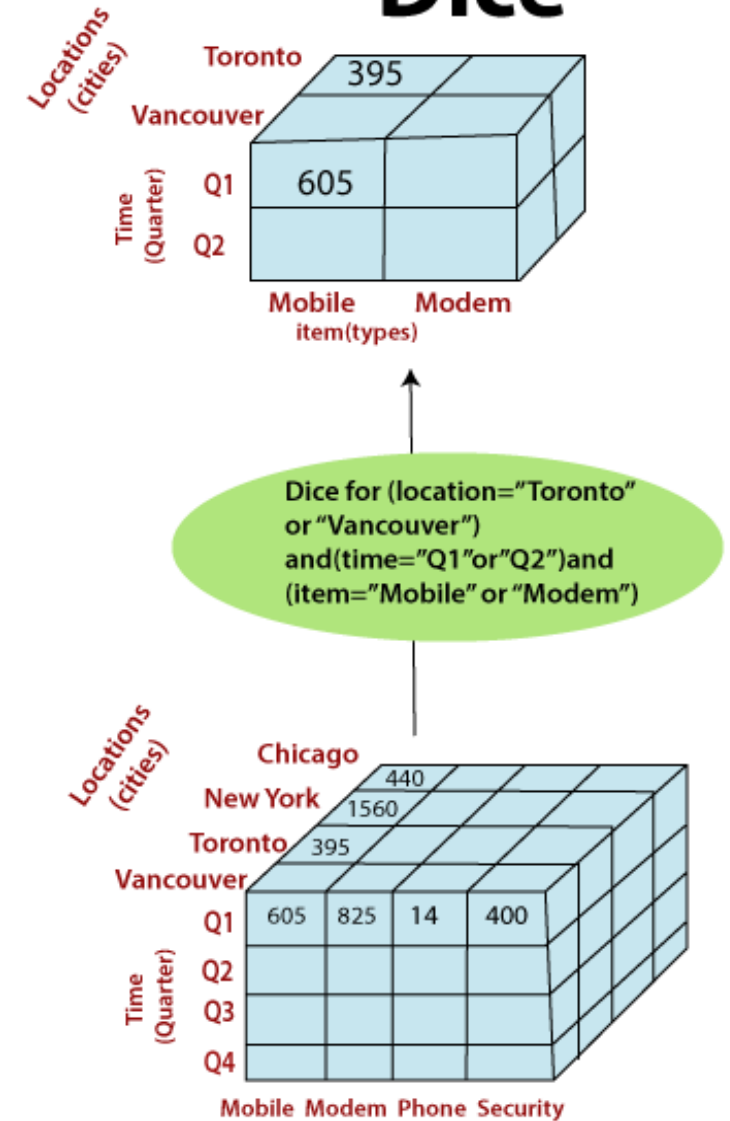 Dice
Locations
(cities)
Toronto
395
Vancouver
Time
(Quarter)
Q1
605
Q2
Mobile Modem
item(types)
Dice for (location=”Toronto”
or “Vancouver”)
and(time=”Q1”or”Q2”)and
(item=”Mobile” or “Modem”)
Locations
(cities)
Chicago
440
New York
1560
Toronto
395
Vancouver
Time
(Quarter)
Q1 605 825 14 400
Q2
Q3
Q4
Mobile Modem Phone Security